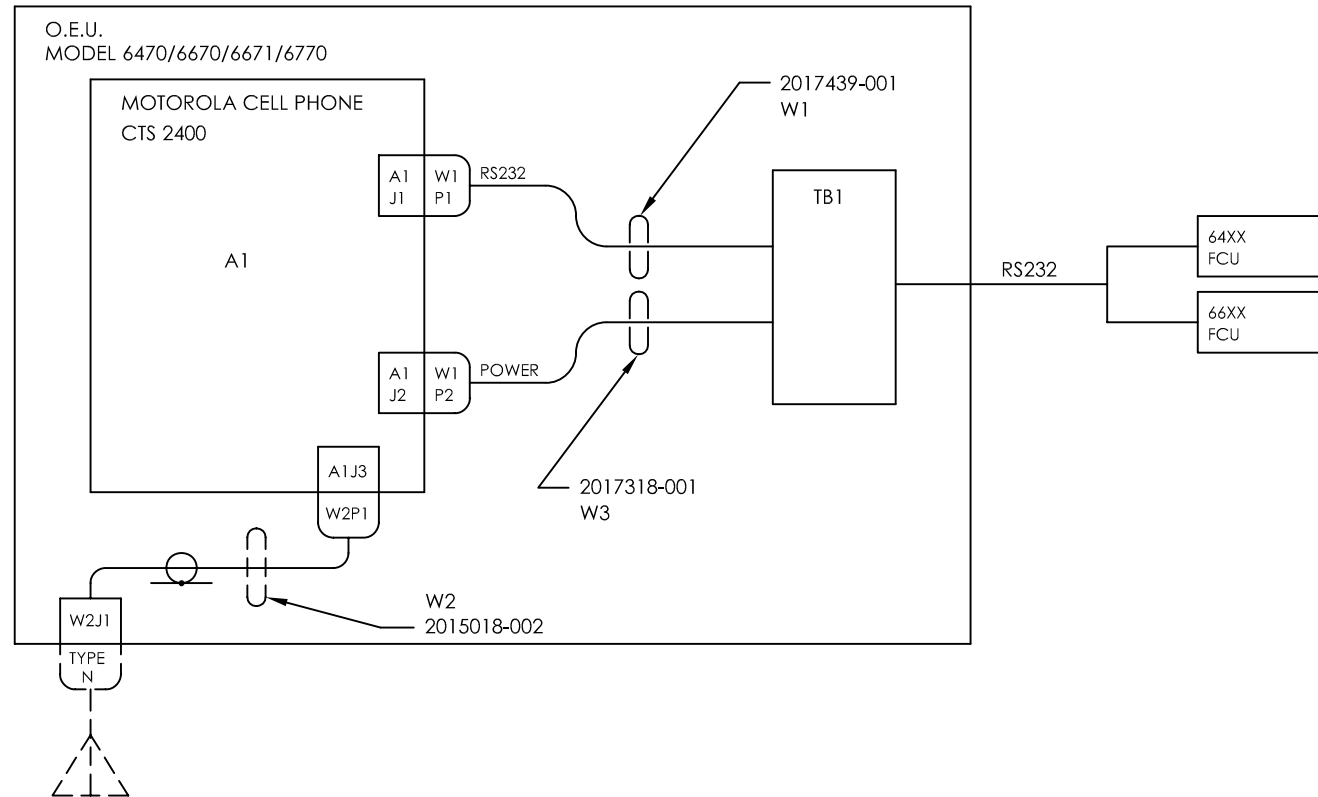 O.E.U.
MODEL 6470/6670/6671/6770
MOTOROLA CELL PHONE
CTS 2400
A1
A1
J1
W1
P1
RS232
2017439-001
W1
TB1
RS232
64XX
FCU
66XX
FCU
A1
J2
W1
P2
POWER
2017318-001
W3
A1J3
W2P1
W2
2015018-002
W2J1
TYPE
N